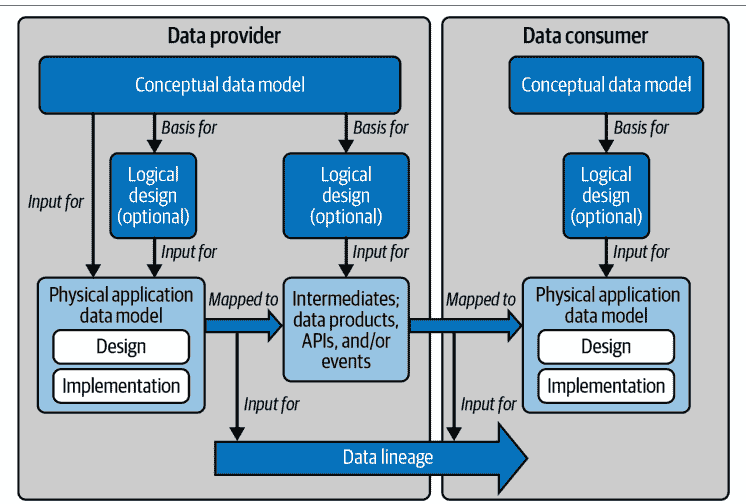 Data provider
Conceptual data model
Basis for
Basis for
Input for
Logical
design
(optional)
Logical
design
(optional)
Input for
Input for
Physical application
data model
Design
Implementation
Mapped to
Intermediates;
data products,
APIs, and/or
events
Mapped to
Input for
Data consumer
Conceptual data model
Basis for
Logical
design
(optional)
Input for
Physical application
data model
Design
Implementation
Input for
Data lineage